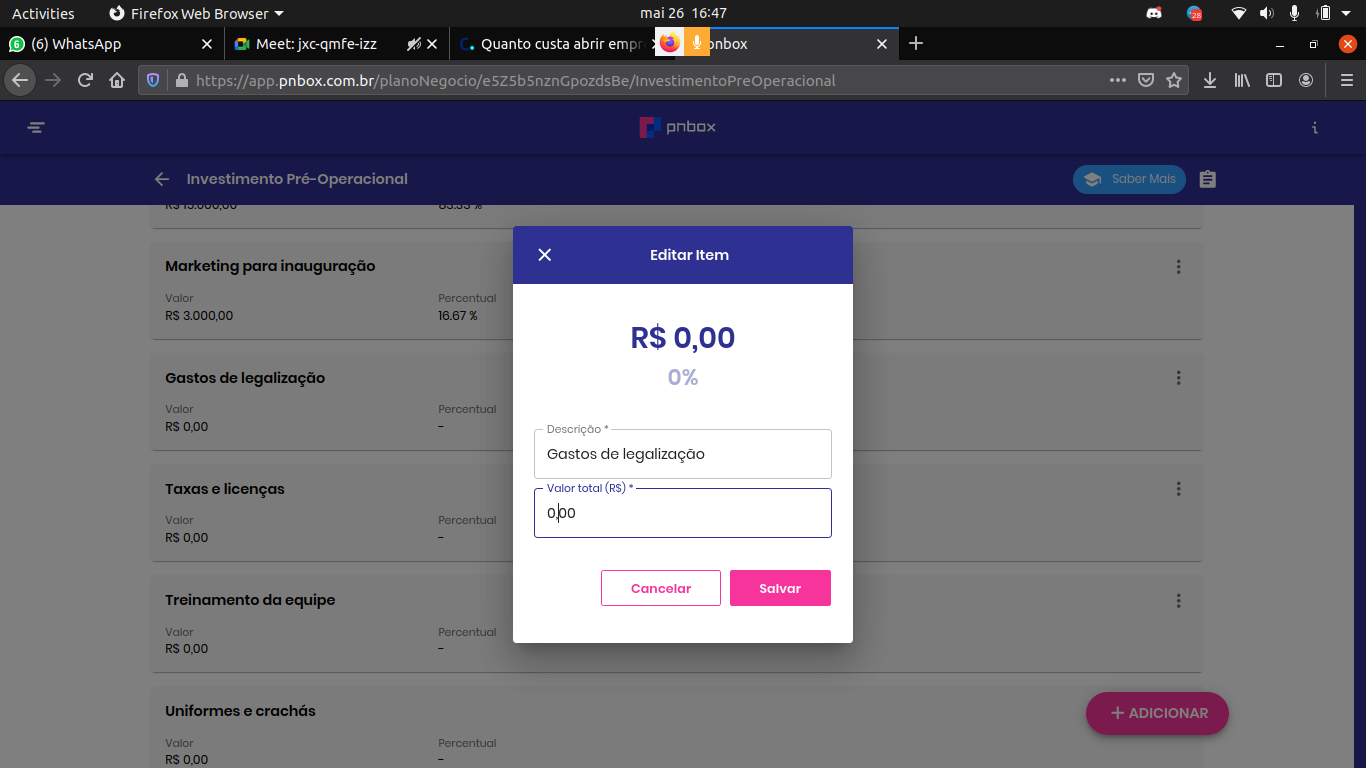 Activities
Firefox Web Browser
mai 26 16:47
28
(6) WhatsApp
Meet: jxc-qmfe-izz
Quanto custa abrir empr
pnbox
https://app.pnbox.com.br/planoNegocio/e5Z5b5nznGpozdsBe/InvestimentoPreOperacional
pnbox
Investimento Pré-Operacional
Saber Mais
R$ 15.000,00
83.33 %
Marketing para inauguração
Valor
Percentual
R$ 3.000,00
16.67 %
Gastos de legalização
Valor
Percentual
R$ 0,00
-
Taxas e licenças
Valor
Percentual
R$ 0,00
-
Treinamento da equipe
Valor
Percentual
R$ 0,00
-
Uniformes e crachás
Valor
Percentual
R$ 0,00
-
Editar Item
R$ 0,00
0%
Descrição *
Gastos de legalização
Valor total (R$) *
0,00
Cancelar
Salvar
+ ADICIONAR